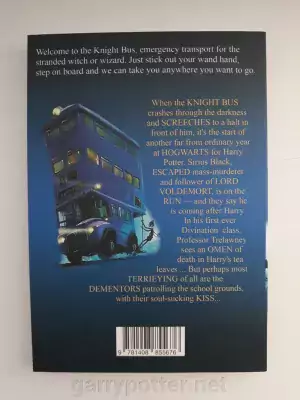 Welcome to the Knight Bus, emergency transport for the
stranded witch or wizard. Just stick out your wand hand,
step on board and we can take you anywhere you want to go.
When the KNIGHT BUS
crashes through the darkness
and SCREECHES to a halt in
front of him, it's the start of
another far from ordinary year
at HOGWARTS for Harry
Potter. Sirius Black,
ESCAPED mass-murderer
and follower of LORD
VOLDEMORT, is on the
RUN — and they say he
is coming after Harry.
In his first ever
Divination class,
Professor Trelawney
sees an OMEN of
death in Harry's tea
leaves ... But perhaps most
TERRIFYING of all are the
DEMENTORS patrolling the school grounds,
with their soul-sucking KISS...
9 781408 855676
garrypotter.net